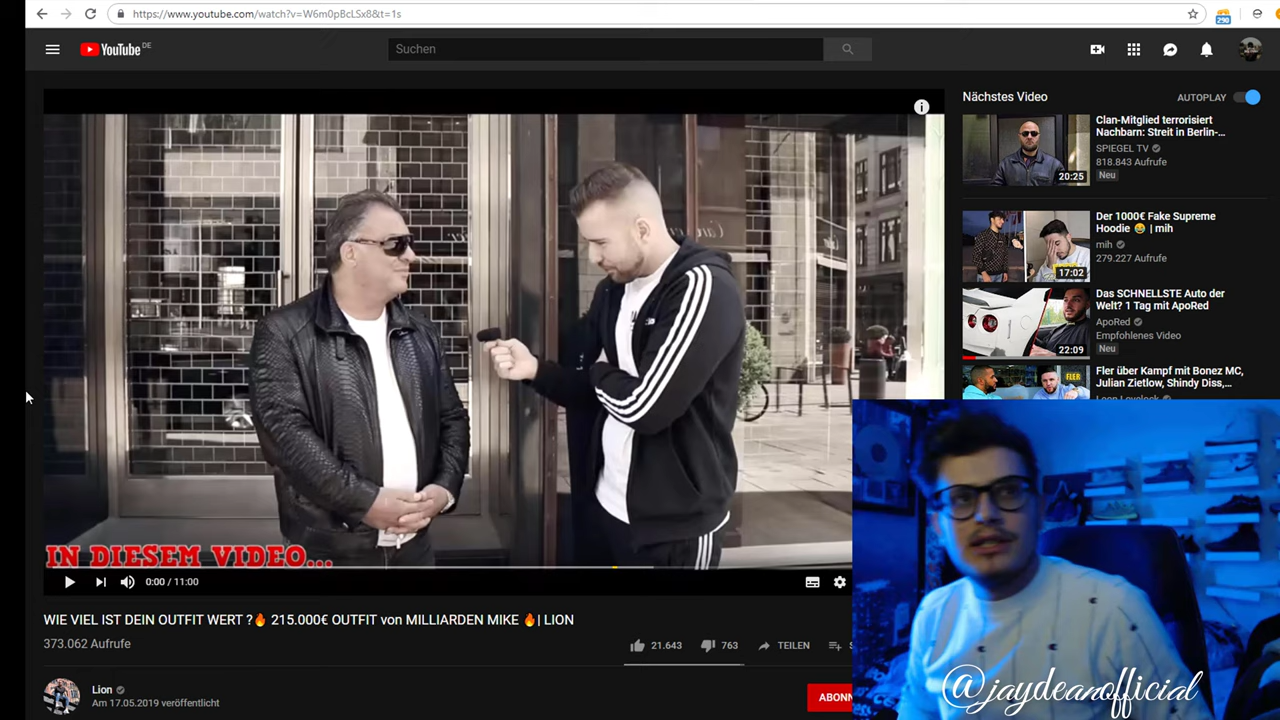 https://www.youtube.com/watch?v=W6m0pBcLSx8&t=1s
290
YouTube DE
Suchen
IN DIESEM VIDEO...
0:00 / 11:00
WIE VIEL IST DEIN OUTFIT WERT ?🔥 215.000€ OUTFIT von MILLIARDEN MIKE 🔥| LION
373.062 Aufrufe
21.643
763
TEILEN
S
Lion
Am 17.05.2019 veröffentlicht
ABONN
Nächstes Video
AUTOPLAY
Clan-Mitglied terrorisiert
Nachbarn: Streit in Berlin-...
SPIEGEL TV
818.843 Aufrufe
Neu
20:25
Der 1000€ Fake Supreme
Hoodie 😂 | mih
mih
279.227 Aufrufe
17:02
Das SCHNELLSTE Auto der
Welt? 1 Tag mit ApoRed
ApoRed
Empfohlenes Video
Neu
22:09
Fler über Kampf mit Bonez MC,
Julian Zietlow, Shindy Diss,...
Leon Lovelock
FLER
@jaydeanofficial